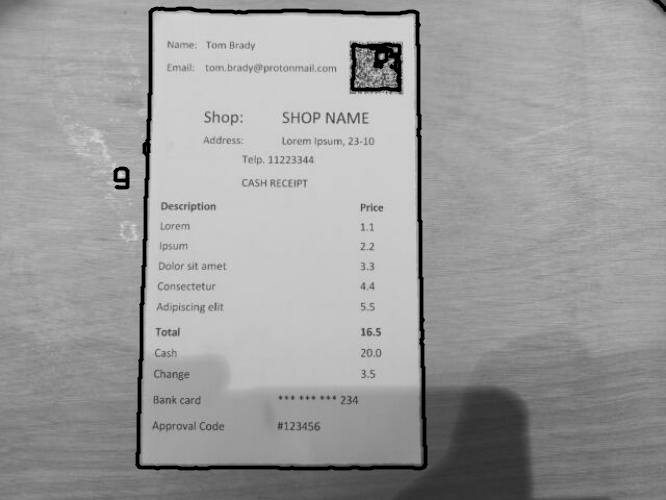 Name: Tom Brady
Email: tom.brady@protonmail.com
Shop: SHOP NAME
Address: Lorem Ipsum, 23-10
Telp. 11223344
9
CASH RECEIPT
Description Price
Lorem 1.1
Ipsum 2.2
Dolor sit amet 3.3
Consectetur 4.4
Adipiscing elit 5.5
Total 16.5
Cash 20.0
Change 3.5
Bank card *** *** *** 234
Approval Code #123456